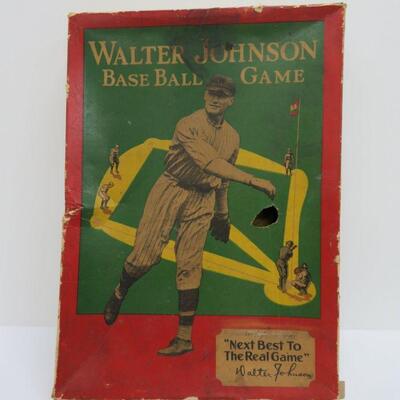 WALTER JOHNSON
BASE BALL GAME
"NEXT BEST TO
THE REAL GAME"
Walter Johnson